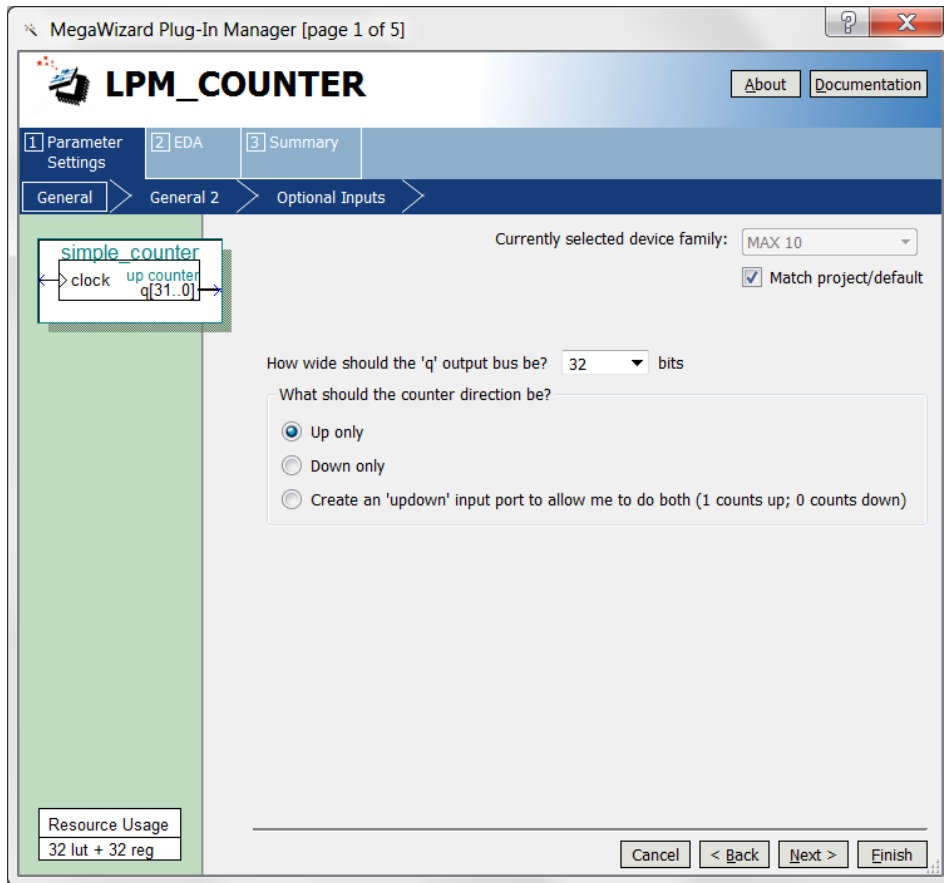 MegaWizard Plug-In Manager [page 1 of 5]
LPM_COUNTER
About
Documentation
1 Parameter Settings
2 EDA
3 Summary
General
General 2
Optional Inputs
simple_counter
clock
up counter
q[31..0]
Currently selected device family:
MAX 10
Match project/default
How wide should the 'q' output bus be? 32 bits
What should the counter direction be?
Up only
Down only
Create an 'updown' input port to allow me to do both (1 counts up; 0 counts down)
Resource Usage
32 lut + 32 reg
Cancel
< Back
Next >
Finish